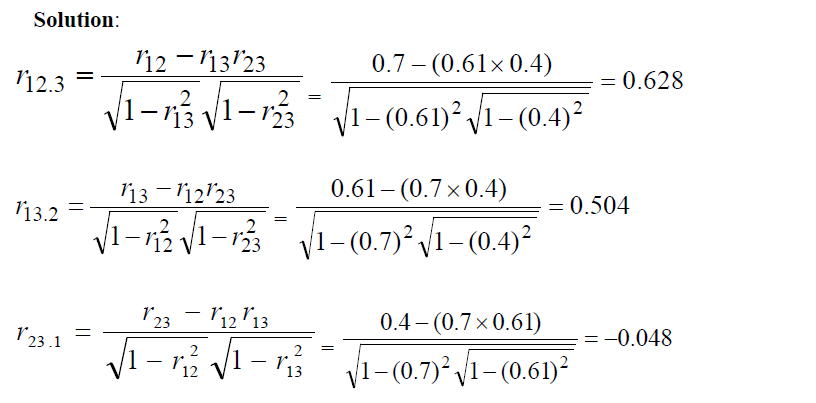 Solution:
r₁₂.₃ = (r₁₂ − r₁₃r₂₃) / (√(1 − r₁₃²) √(1 − r₂₃²)) = (0.7 − (0.61 × 0.4)) / √(1 − (0.61)² √(1 − (0.4)²)) = 0.628
r₁₃.₂ = (r₁₃ − r₁₂r₂₃) / (√(1 − r₁₂²) √(1 − r₂₃²)) = (0.61 − (0.7 × 0.4)) / √(1 − (0.7)² √(1 − (0.4)²)) = 0.504
r₂₃.₁ = (r₂₃ − r₁₂ r₁₃) / (√(1 − r₁₂²) √(1 − r₁₃²)) = (0.4 − (0.7 × 0.61)) / √(1 − (0.7)² √(1 − (0.61)²)) = −0.048